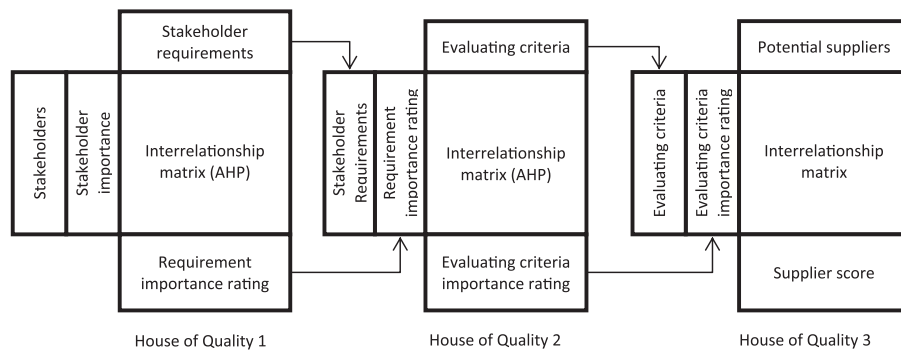 Stakeholder
requirements
Stakeholders
Stakeholder
importance
Interrelationship
matrix (AHP)
Requirement
importance rating
House of Quality 1
Evaluating criteria
Stakeholder
Requirements
Requirement
importance rating
Interrelationship
matrix (AHP)
Evaluating criteria
importance rating
House of Quality 2
Potential suppliers
Evaluating criteria
Evaluating criteria
importance rating
Interrelationship
matrix
Supplier score
House of Quality 3